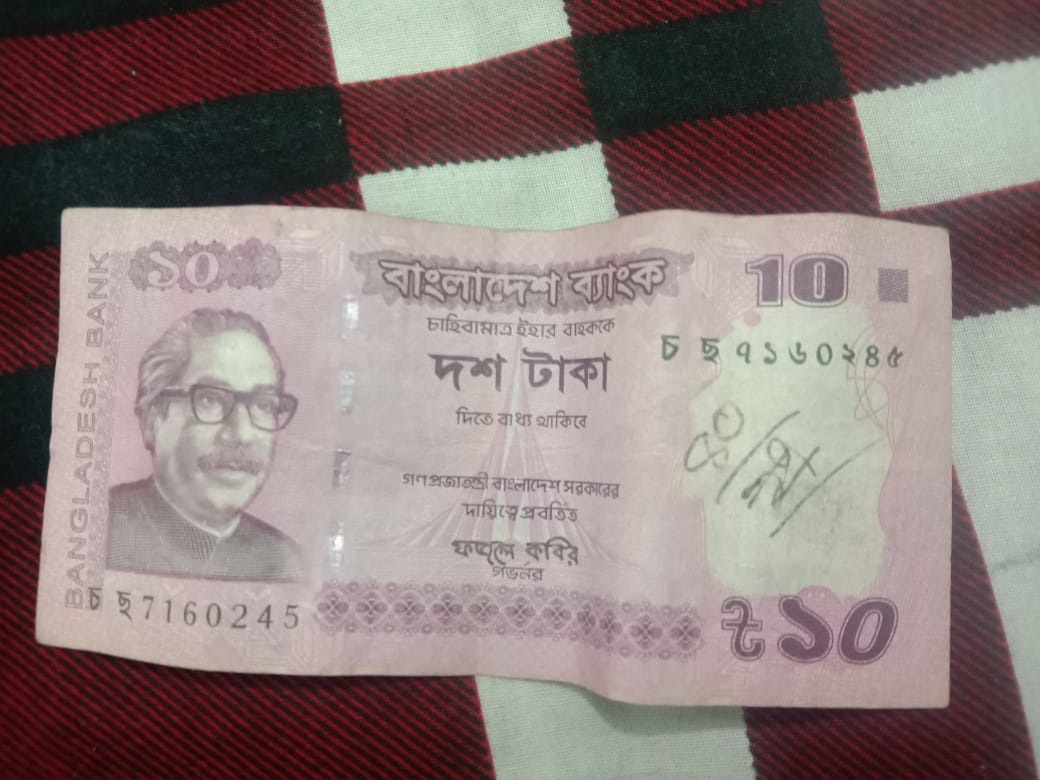 ১০
বাংলাদেশ ব্যাংক
10
চাহিবামাত্র ইহার বাহককে
চ ছ ৭১৬০২৪৫
দশ টাকা
দিতে বাধ্য থাকিবে
BANGLADESH BANK
গণপ্রজাতন্ত্রী বাংলাদেশ সরকারের
দায়িত্বে প্রবর্তিত
ফজলে কবির
গভর্নর
চ ছ 7160245
৳১০